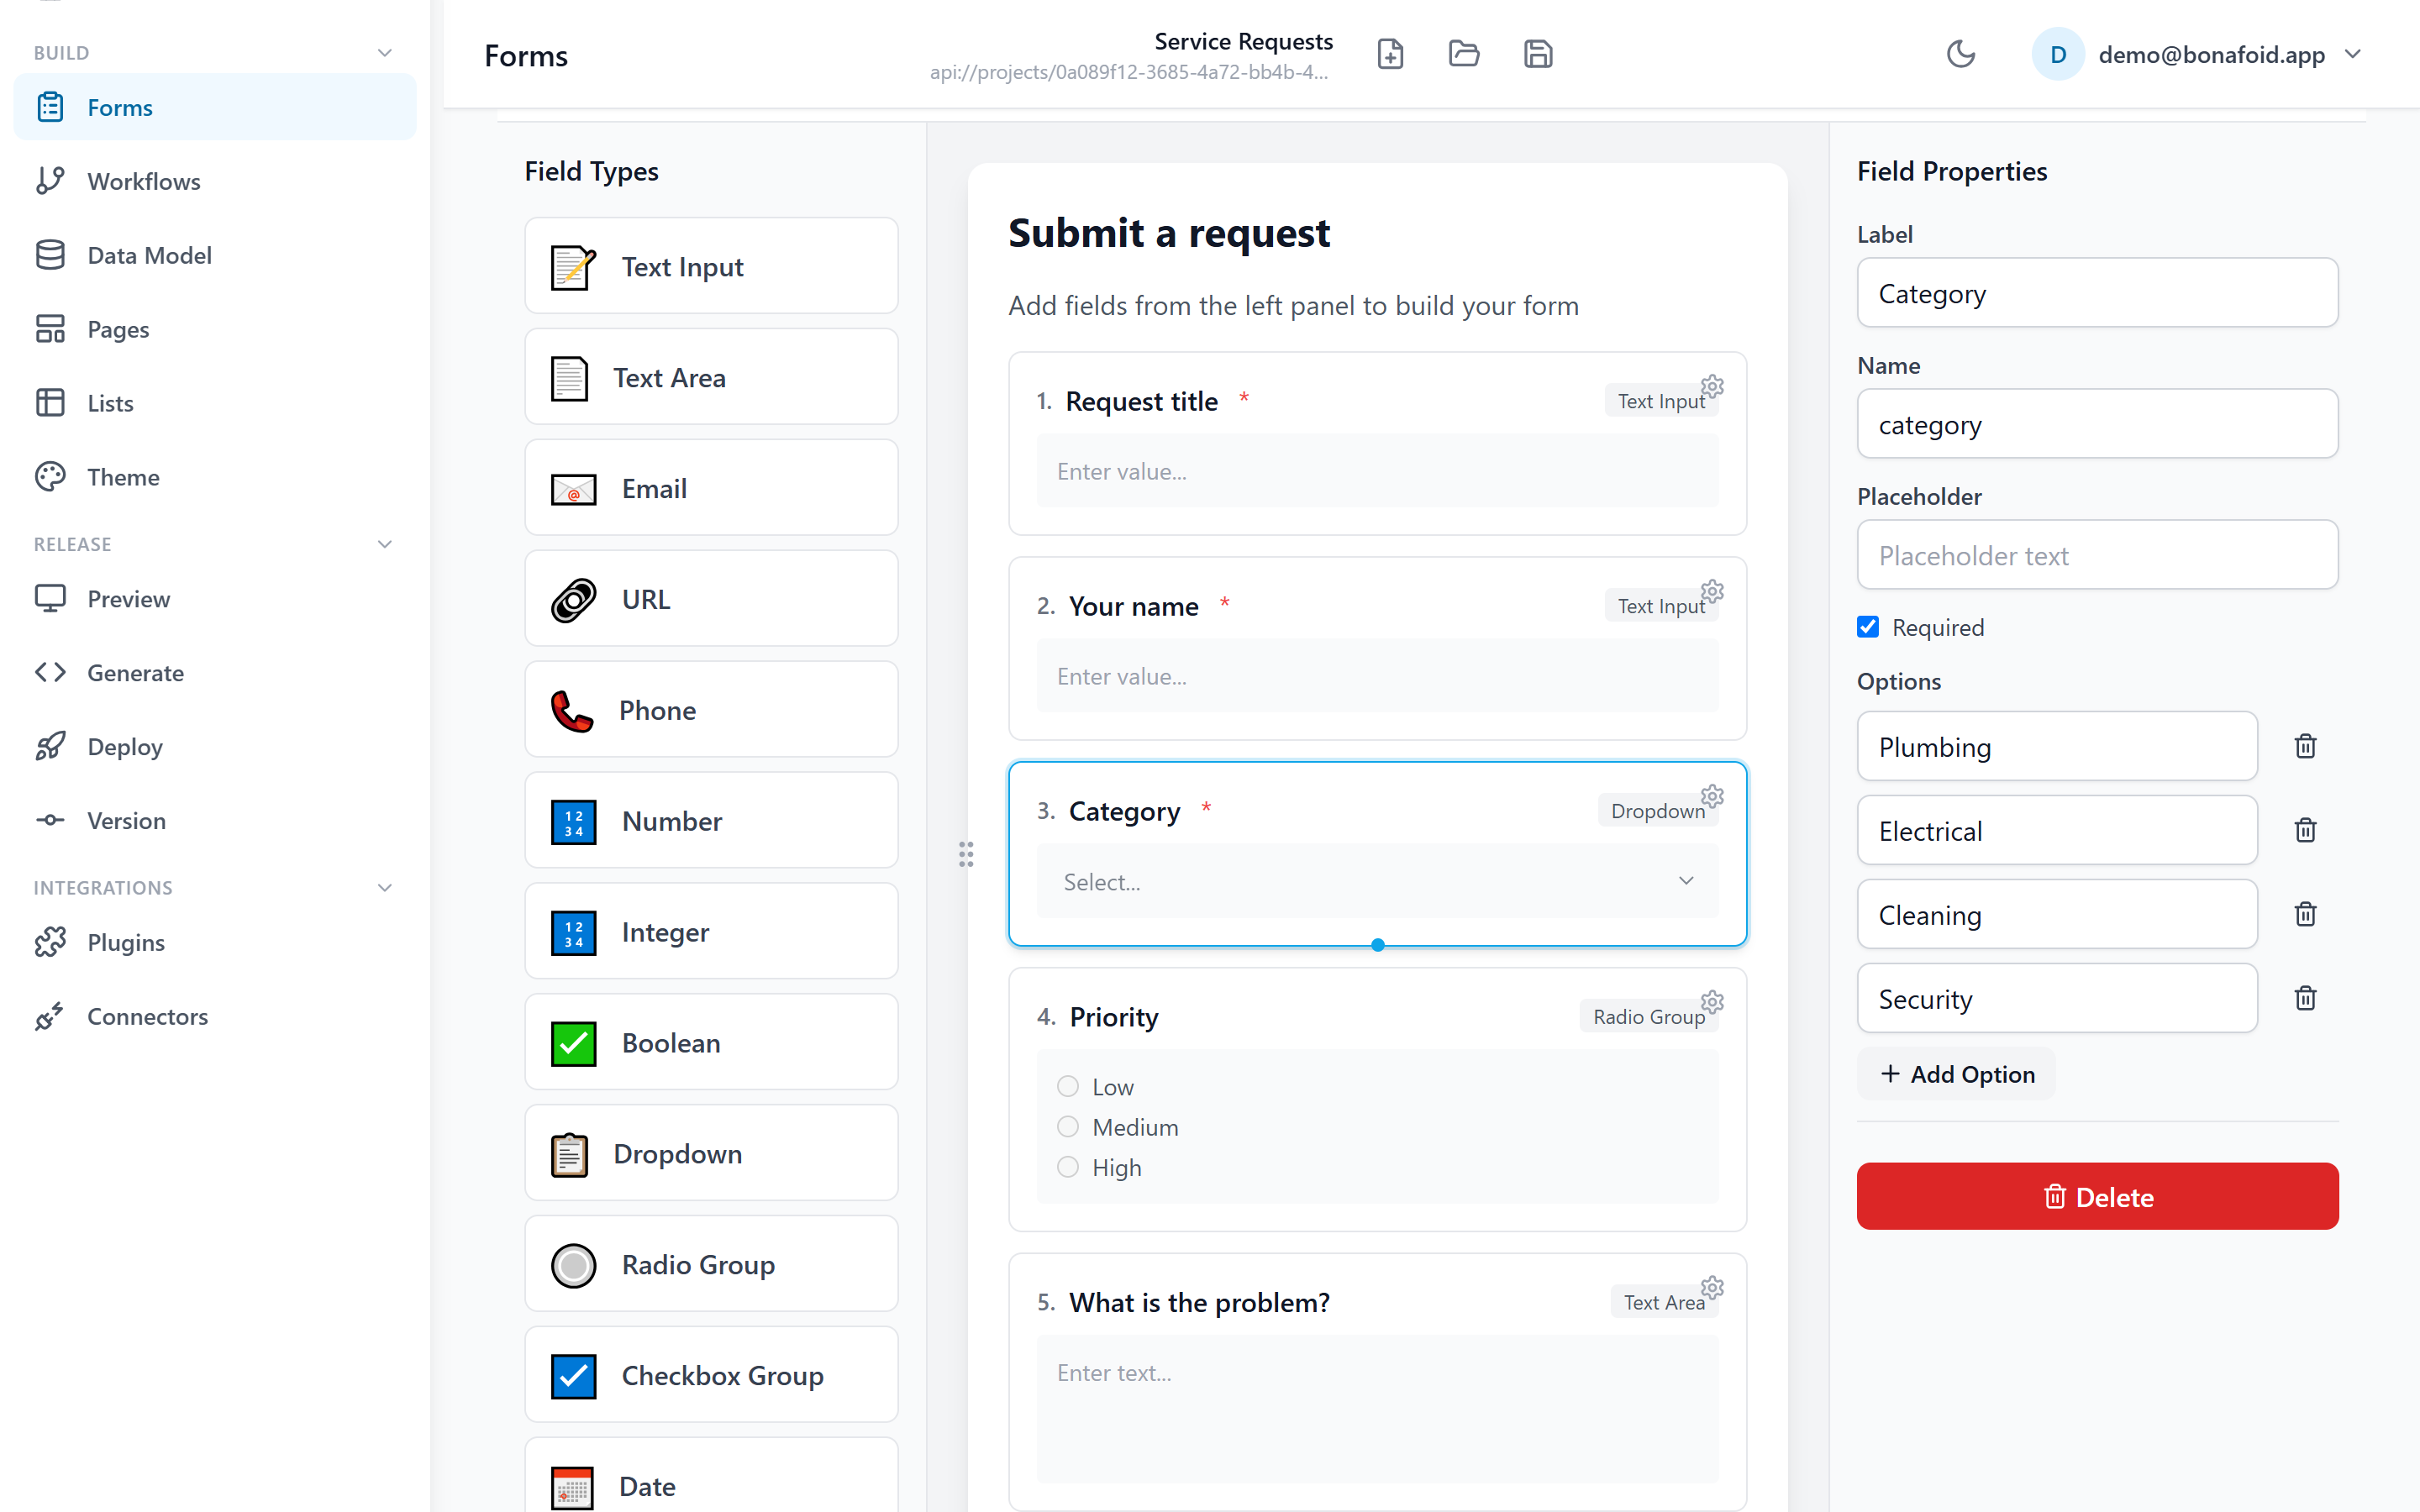 BUILD
Forms
Workflows
Data Model
Pages
Lists
Theme
RELEASE
Preview
Generate
Deploy
Version
INTEGRATIONS
Plugins
Connectors
Forms
Service Requests
api://projects/0a089f12-3685-4a72-bb4b-4...
D
demo@bonafoid.app
Field Types
Text Input
Text Area
Email
URL
Phone
Number
Integer
Boolean
Dropdown
Radio Group
Checkbox Group
Date
Submit a request
Add fields from the left panel to build your form
1. Request title * Text Input
Enter value...
2. Your name * Text Input
Enter value...
3. Category * Dropdown
Select...
4. Priority Radio Group
Low
Medium
High
5. What is the problem? Text Area
Enter text...
Field Properties
Label
Category
Name
category
Placeholder
Placeholder text
Required
Options
Plumbing
Electrical
Cleaning
Security
+ Add Option
Delete